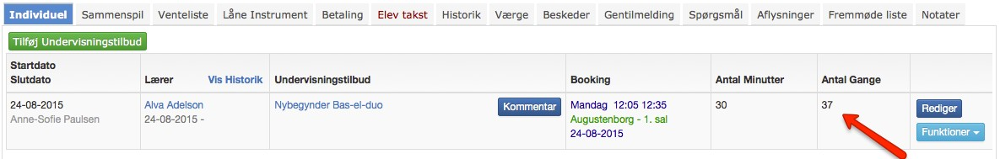 Individuel Sammenspil Venteliste Låne Instrument Betaling Elev takst Historik Værge Beskeder Gentilmelding Spørgsmål Aflysninger Fremmøde liste Notater
Tilføj Undervisningstilbud
Startdato
Slutdato Lærer Vis Historik Undervisningstilbud Booking Antal Minutter Antal Gange
24-08-2015 Alva Adelson Nybegynder Bas-el-duo Kommentar Mandag 12:05 12:35 30 37 Rediger
Anne-Sofie Paulsen 24-08-2015 - Augustenborg - 1. sal
24-08-2015 Funktioner